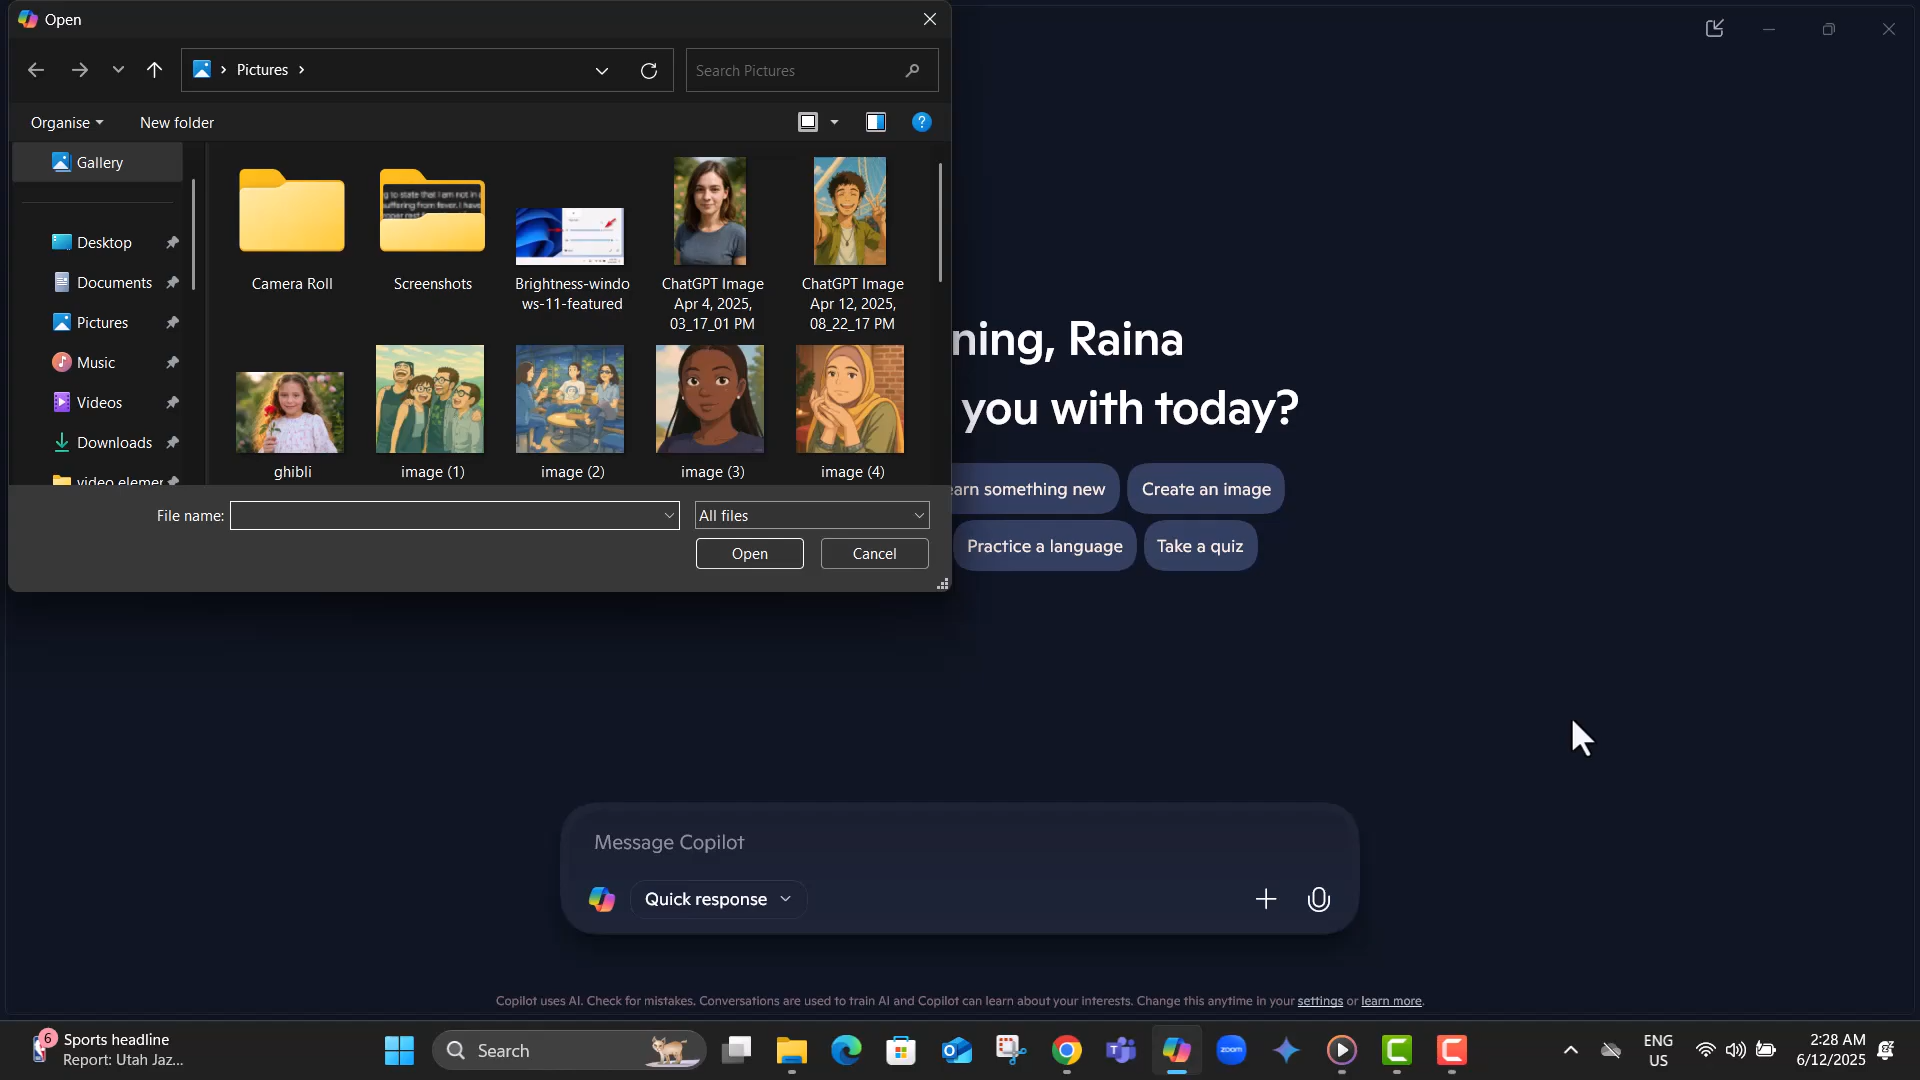 Open
Pictures
Search Pictures
Organise
New folder
Gallery
Desktop
Documents
Pictures
Music
Videos
Downloads
Camera Roll
Screenshots
Brightness-windo
ws-11-featured
ChatGPT Image
Apr 4, 2025,
03_17_01 PM
ChatGPT Image
Apr 12, 2025,
08_22_17 PM
ghibli
image (1)
image (2)
image (3)
image (4)
File name:
All files
Open
Cancel
ning, Raina
you with today?
earn something new
Create an image
Practice a language
Take a quiz
Message Copilot
Quick response
Copilot uses AI. Check for mistakes. Conversations are used to train AI and Copilot can learn about your interests. Change this anytime in your settings or learn more.
6
Sports headline
Report: Utah Jaz...
Search
zoom
ENG
US
2:28 AM
6/12/2025